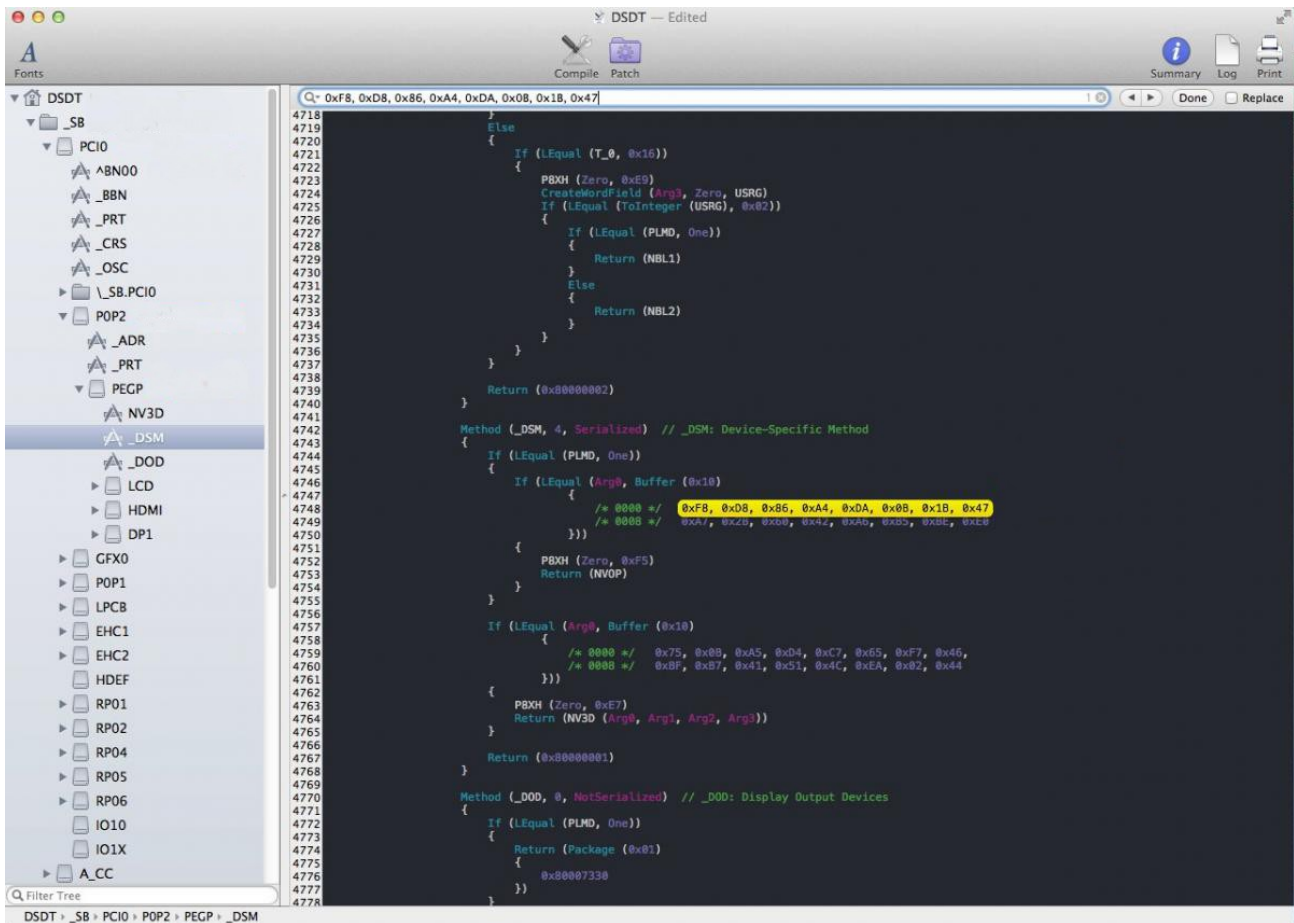 DSDT — Edited
Fonts
Compile
Patch
Summary
Log
Print
DSDT
_SB
PCI0
^BN00
_BBN
_PRT
_CRS
_OSC
\_SB.PCI0
P0P2
_ADR
_PRT
PEGP
NV3D
_DSM
_DOD
LCD
HDMI
DP1
GFX0
P0P1
LPCB
EHC1
EHC2
HDEF
RP01
RP02
RP04
RP05
RP06
IO10
IO1X
A_CC
Filter Tree
DSDT › _SB › PCI0 › P0P2 › PEGP › _DSM
0xF8, 0xD8, 0x86, 0xA4, 0xDA, 0x0B, 0x1B, 0x47
1
Done
Replace
4718 }
4719 Else
4720 {
4721 If (LEqual (T_0, 0x16))
4722 {
4723 P8XH (Zero, 0xE9)
4724 CreateWordField (Arg3, Zero, USRG)
4725 If (LEqual (ToInteger (USRG), 0x02))
4726 {
4727 If (LEqual (PLMD, One))
4728 {
4729 Return (NBL1)
4730 }
4731 Else
4732 {
4733 Return (NBL2)
4734 }
4735 }
4736 }
4737 }
4738
4739 Return (0x80000002)
4740 }
4741
4742 Method (_DSM, 4, Serialized) // _DSM: Device-Specific Method
4743 {
4744 If (LEqual (PLMD, One))
4745 {
4746 If (LEqual (Arg0, Buffer (0x10)
4747 {
4748 /* 0000 */ 0xF8, 0xD8, 0x86, 0xA4, 0xDA, 0x0B, 0x1B, 0x47
4749 /* 0008 */ 0xA7, 0x2B, 0x60, 0x42, 0xA6, 0xB5, 0xBE, 0xE0
4750 }))
4751 {
4752 P8XH (Zero, 0xF5)
4753 Return (NVOP)
4754 }
4755 }
4756
4757 If (LEqual (Arg0, Buffer (0x10)
4758 {
4759 /* 0000 */ 0x75, 0x0B, 0xA5, 0xD4, 0xC7, 0x65, 0xF7, 0x46,
4760 /* 0008 */ 0xBF, 0xB7, 0x41, 0x51, 0x4C, 0xEA, 0x02, 0x44
4761 }))
4762 {
4763 P8XH (Zero, 0xE7)
4764 Return (NV3D (Arg0, Arg1, Arg2, Arg3))
4765 }
4766
4767 Return (0x80000001)
4768 }
4769
4770 Method (_DOD, 0, NotSerialized) // _DOD: Display Output Devices
4771 {
4772 If (LEqual (PLMD, One))
4773 {
4774 Return (Package (0x01)
4775 {
4776 0x80007330
4777 })
4778 }